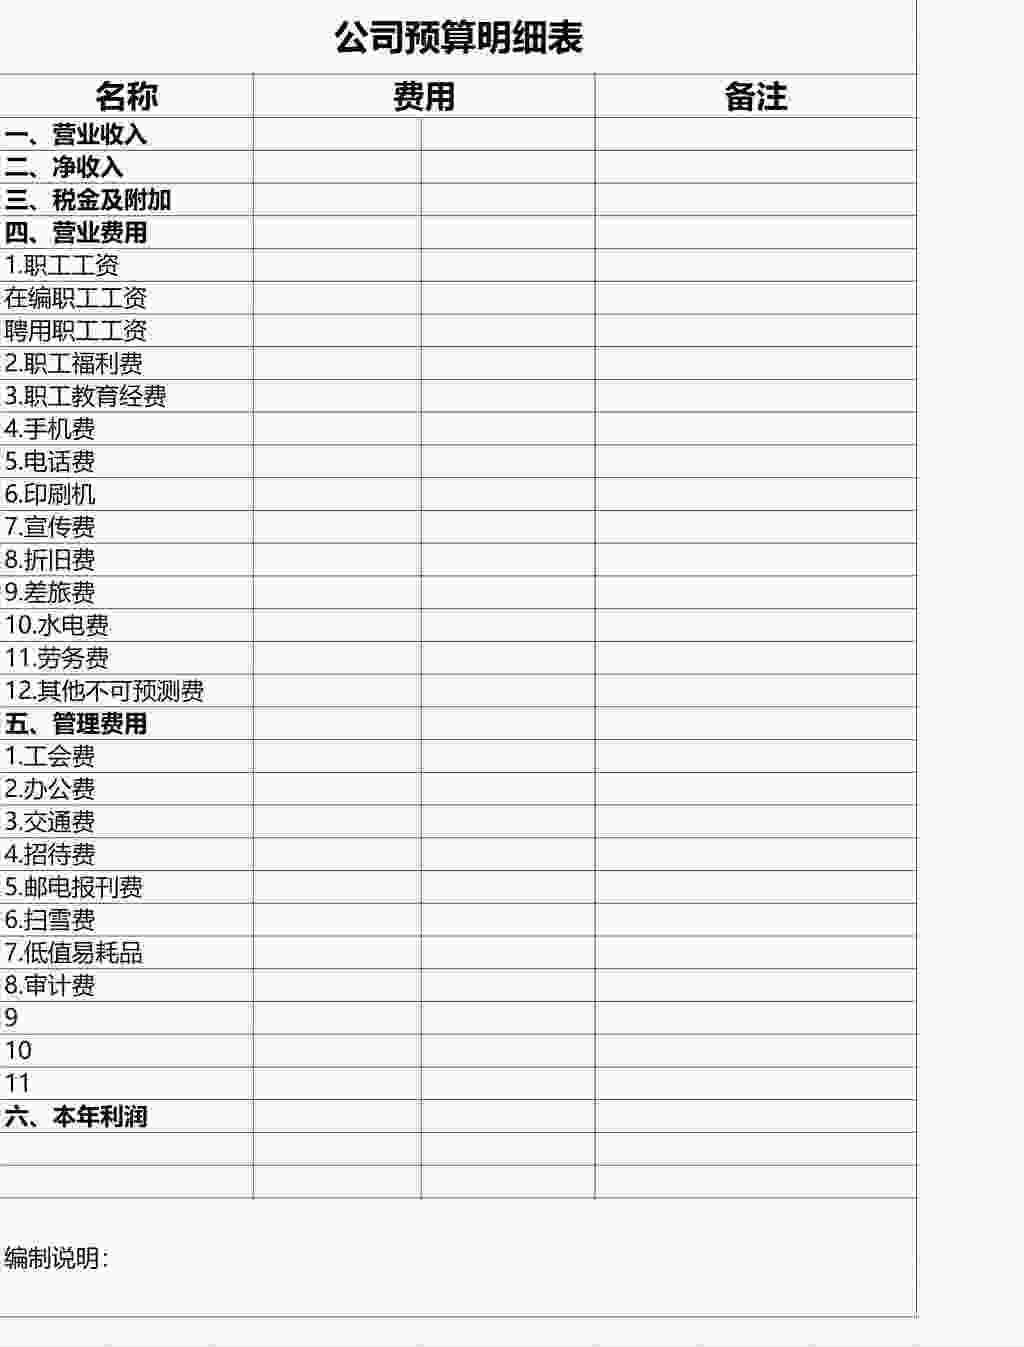 公司预算明细表
名称 费用 备注
一、营业收入
二、净收入
三、税金及附加
四、营业费用
1.职工工资
在编职工工资
聘用职工工资
2.职工福利费
3.职工教育经费
4.手机费
5.电话费
6.印刷机
7.宣传费
8.折旧费
9.差旅费
10.水电费
11.劳务费
12.其他不可预测费
五、管理费用
1.工会费
2.办公费
3.交通费
4.招待费
5.邮电报刊费
6.扫雪费
7.低值易耗品
8.审计费
9
10
11
六、本年利润
编制说明：